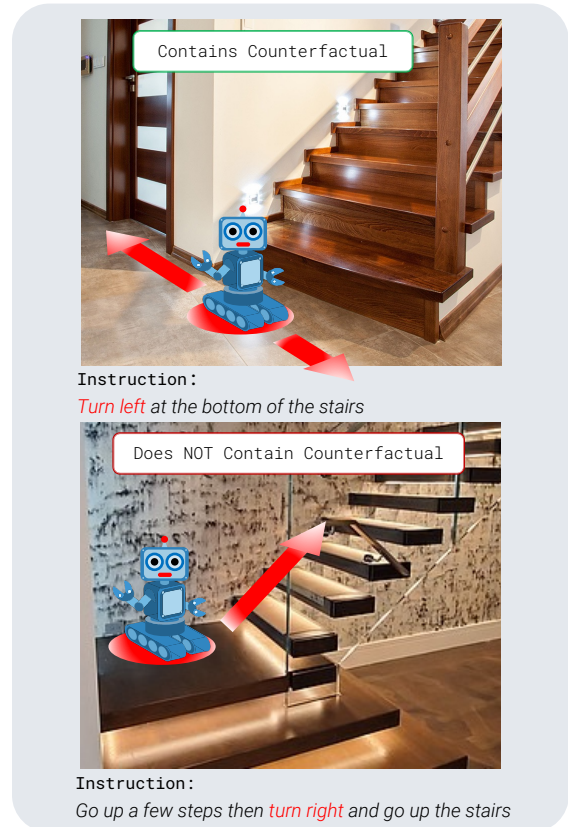 Contains Counterfactual
Instruction:
Turn left at the bottom of the stairs
Does NOT Contain Counterfactual
Instruction:
Go up a few steps then turn right and go up the stairs